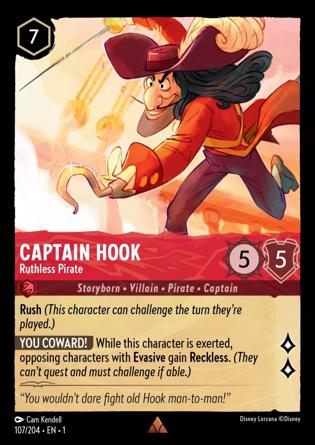 7
CAPTAIN HOOK
Ruthless Pirate
5
5
Storyborn • Villain • Pirate • Captain
Rush (This character can challenge the turn they're
played.)
YOU COWARD! While this character is exerted,
opposing characters with Evasive gain Reckless. (They
can't quest and must challenge if able.)
“You wouldn't dare fight old Hook man-to-man!”
Cam Kendell
107/204 • EN • 1
Disney Lorcana ©Disney